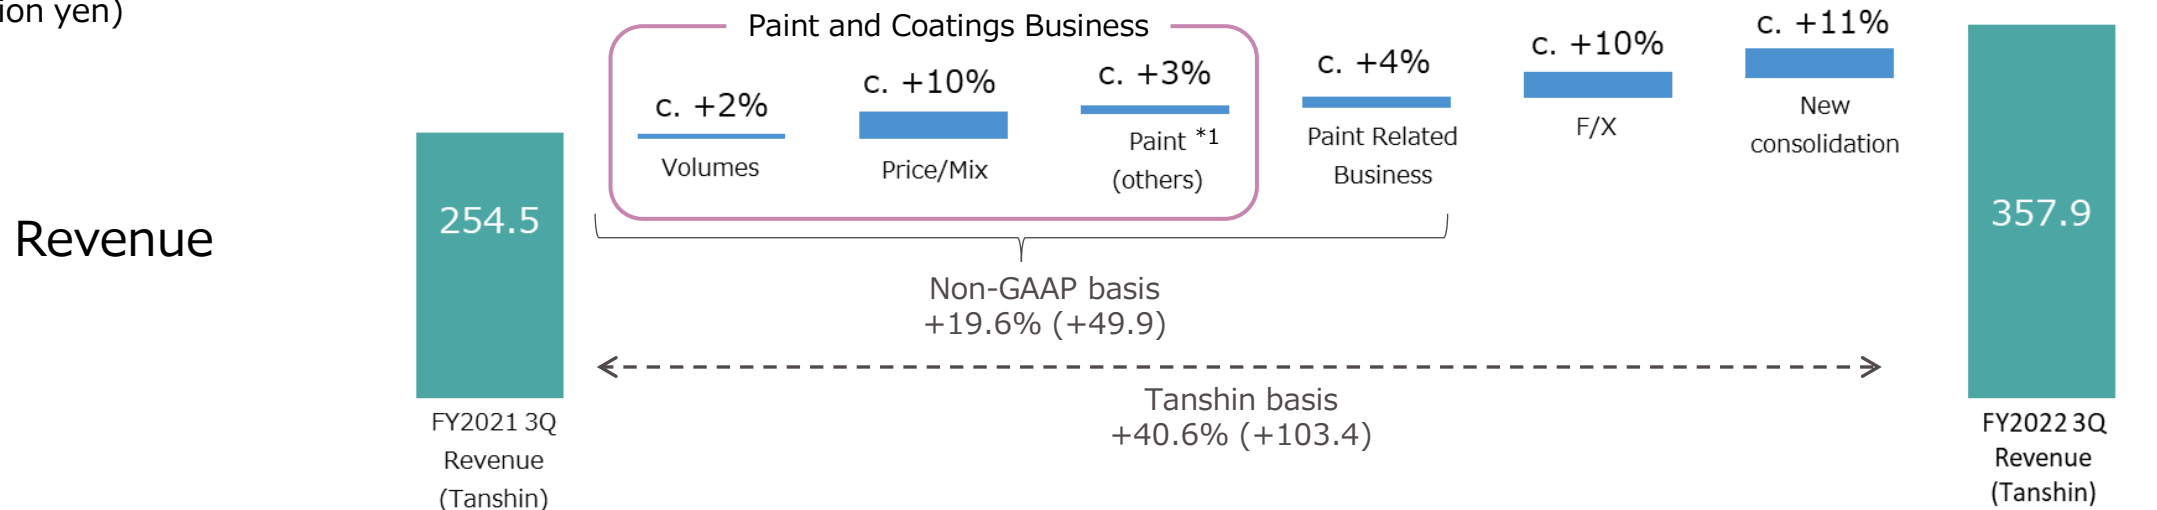 ion yen)
Paint and Coatings Business
c. +2%
Volumes
c. +10%
Price/Mix
c. +3%
Paint *1
(others)
c. +4%
Paint Related
Business
c. +10%
F/X
c. +11%
New
consolidation
Revenue
254.5
357.9
Non-GAAP basis
+19.6% (+49.9)
Tanshin basis
+40.6% (+103.4)
FY2021 3Q
Revenue
(Tanshin)
FY2022 3Q
Revenue
(Tanshin)